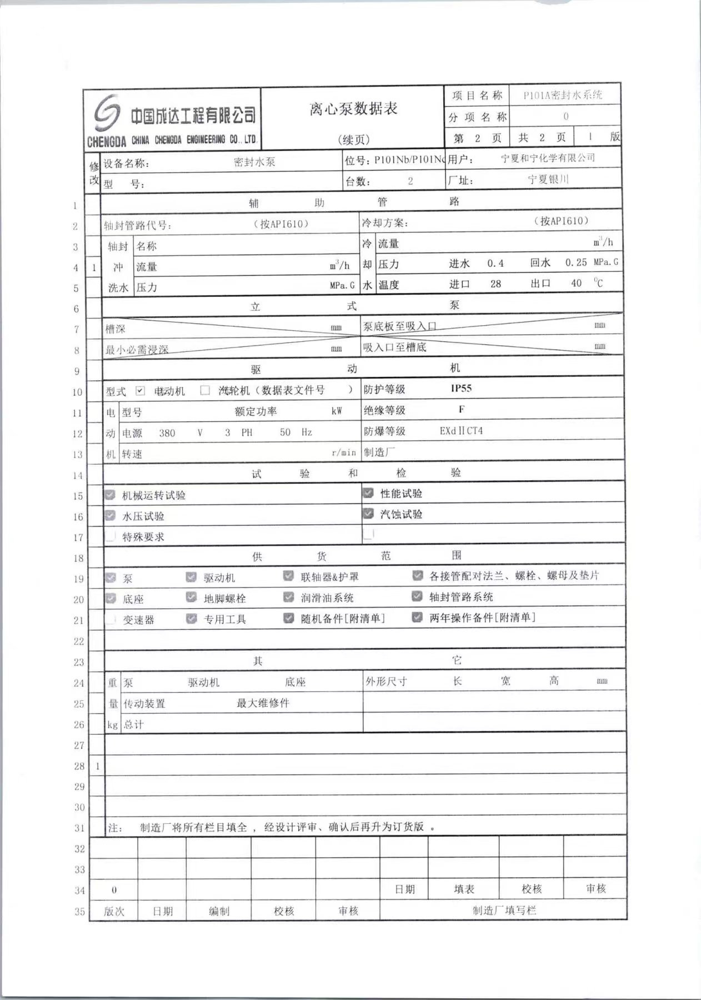 中国成达工程有限公司
CHENGDA CHINA CHENGDA ENGINEERING CO., LTD.
离心泵数据表
(续页)
项目名称 P101A密封水系统
分项名称 0
第 2 页 共 2 页 1 版
修改
设备名称： 密封水泵 位号：P101Nb/P101Nc 用户： 宁夏和宁化学有限公司
型 号： 台数： 2 厂址： 宁夏银川
1 辅 助 管 路
2 轴封管路代号： （按API610） 冷却方案： （按API610）
3 轴封 名称 冷 流量 m³/h
4 1 冲 流量 m³/h 却 压力 进水 0.4 回水 0.25 MPa.G
5 洗水 压力 MPa.G 水 温度 进口 28 出口 40 ⁰C
6 立 式 泵
7 槽深 mm 泵底板至吸入口 mm
8 最小必需浸深 mm 吸入口至槽底 mm
9 驱 动 机
10 型式 ☑ 电动机 ☐ 汽轮机（数据表文件号 ） 防护等级 IP55
11 电 型号 额定功率 kW 绝缘等级 F
12 动 电源 380 V 3 PH 50 Hz 防爆等级 EXdⅡCT4
13 机 转速 r/min 制造厂
14 试 验 和 检 验
15 ☑ 机械运转试验 ☑ 性能试验
16 ☑ 水压试验 ☑ 汽蚀试验
17 ☐ 特殊要求 ☐
18 供 货 范 围
19 ☑ 泵 ☑ 驱动机 ☑ 联轴器&护罩 ☑ 各接管配对法兰、螺栓、螺母及垫片
20 ☑ 底座 ☑ 地脚螺栓 ☑ 润滑油系统 ☑ 轴封管路系统
21 ☐ 变速器 ☑ 专用工具 ☑ 随机备件[附清单] ☑ 两年操作备件[附清单]
22
23 其 它
24 重 泵 驱动机 底座 外形尺寸 长 宽 高 mm
25 量 传动装置 最大维修件
26 kg 总计
27
28 1
29
30
31 注： 制造厂将所有栏目填全 ，经设计评审、确认后再升为订货版 。
32
33
34 0 日期 填表 校核 审核
35 版次 日期 编制 校核 审核 制造厂填写栏